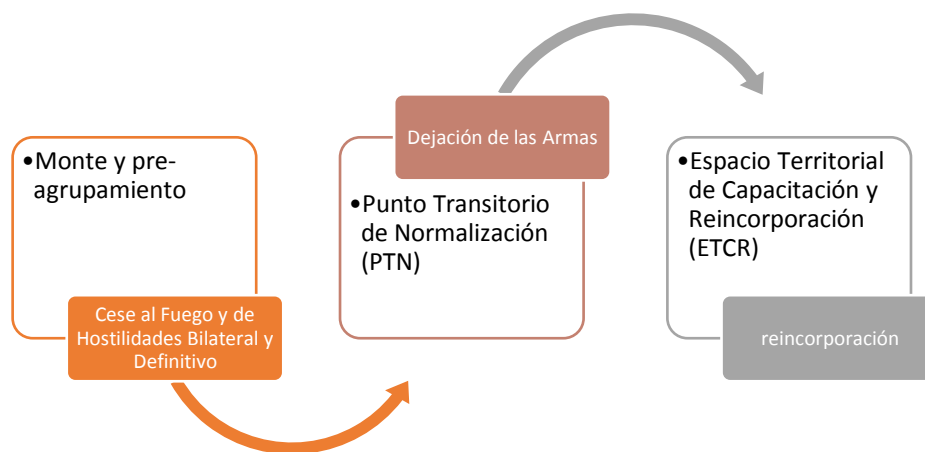 •Monte y pre-
agrupamiento
Cese al Fuego y de
Hostilidades Bilateral y
Definitivo
Dejación de las Armas
•Punto Transitorio
de Normalización
(PTN)
•Espacio Territorial
de Capacitación y
Reincorporación
(ETCR)
reincorporación